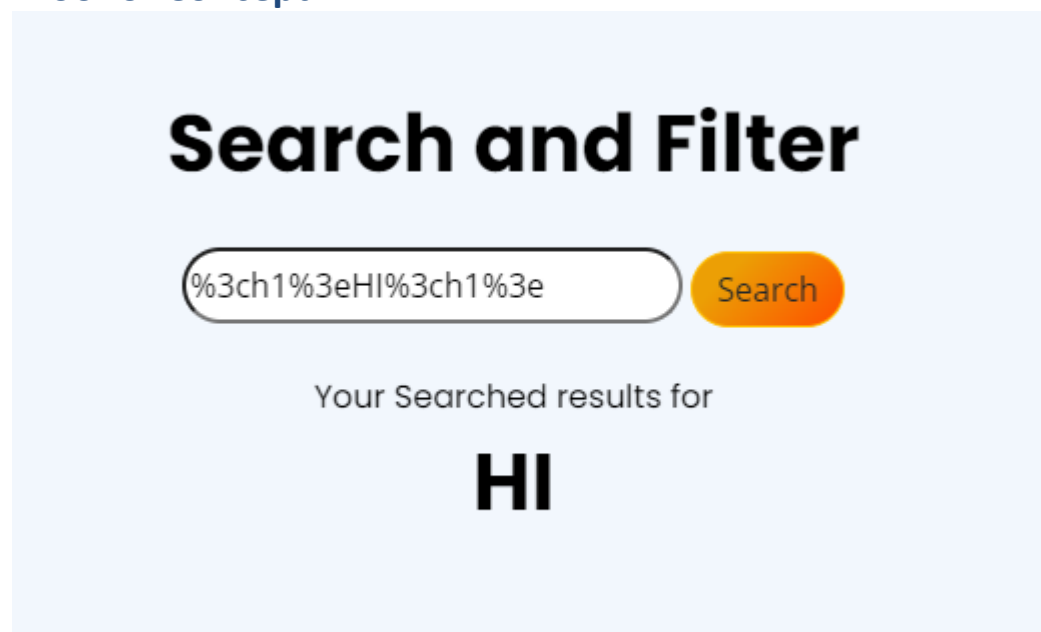 Search and Filter
%3ch1%3eHI%3ch1%3e
Search
Your Searched results for
HI